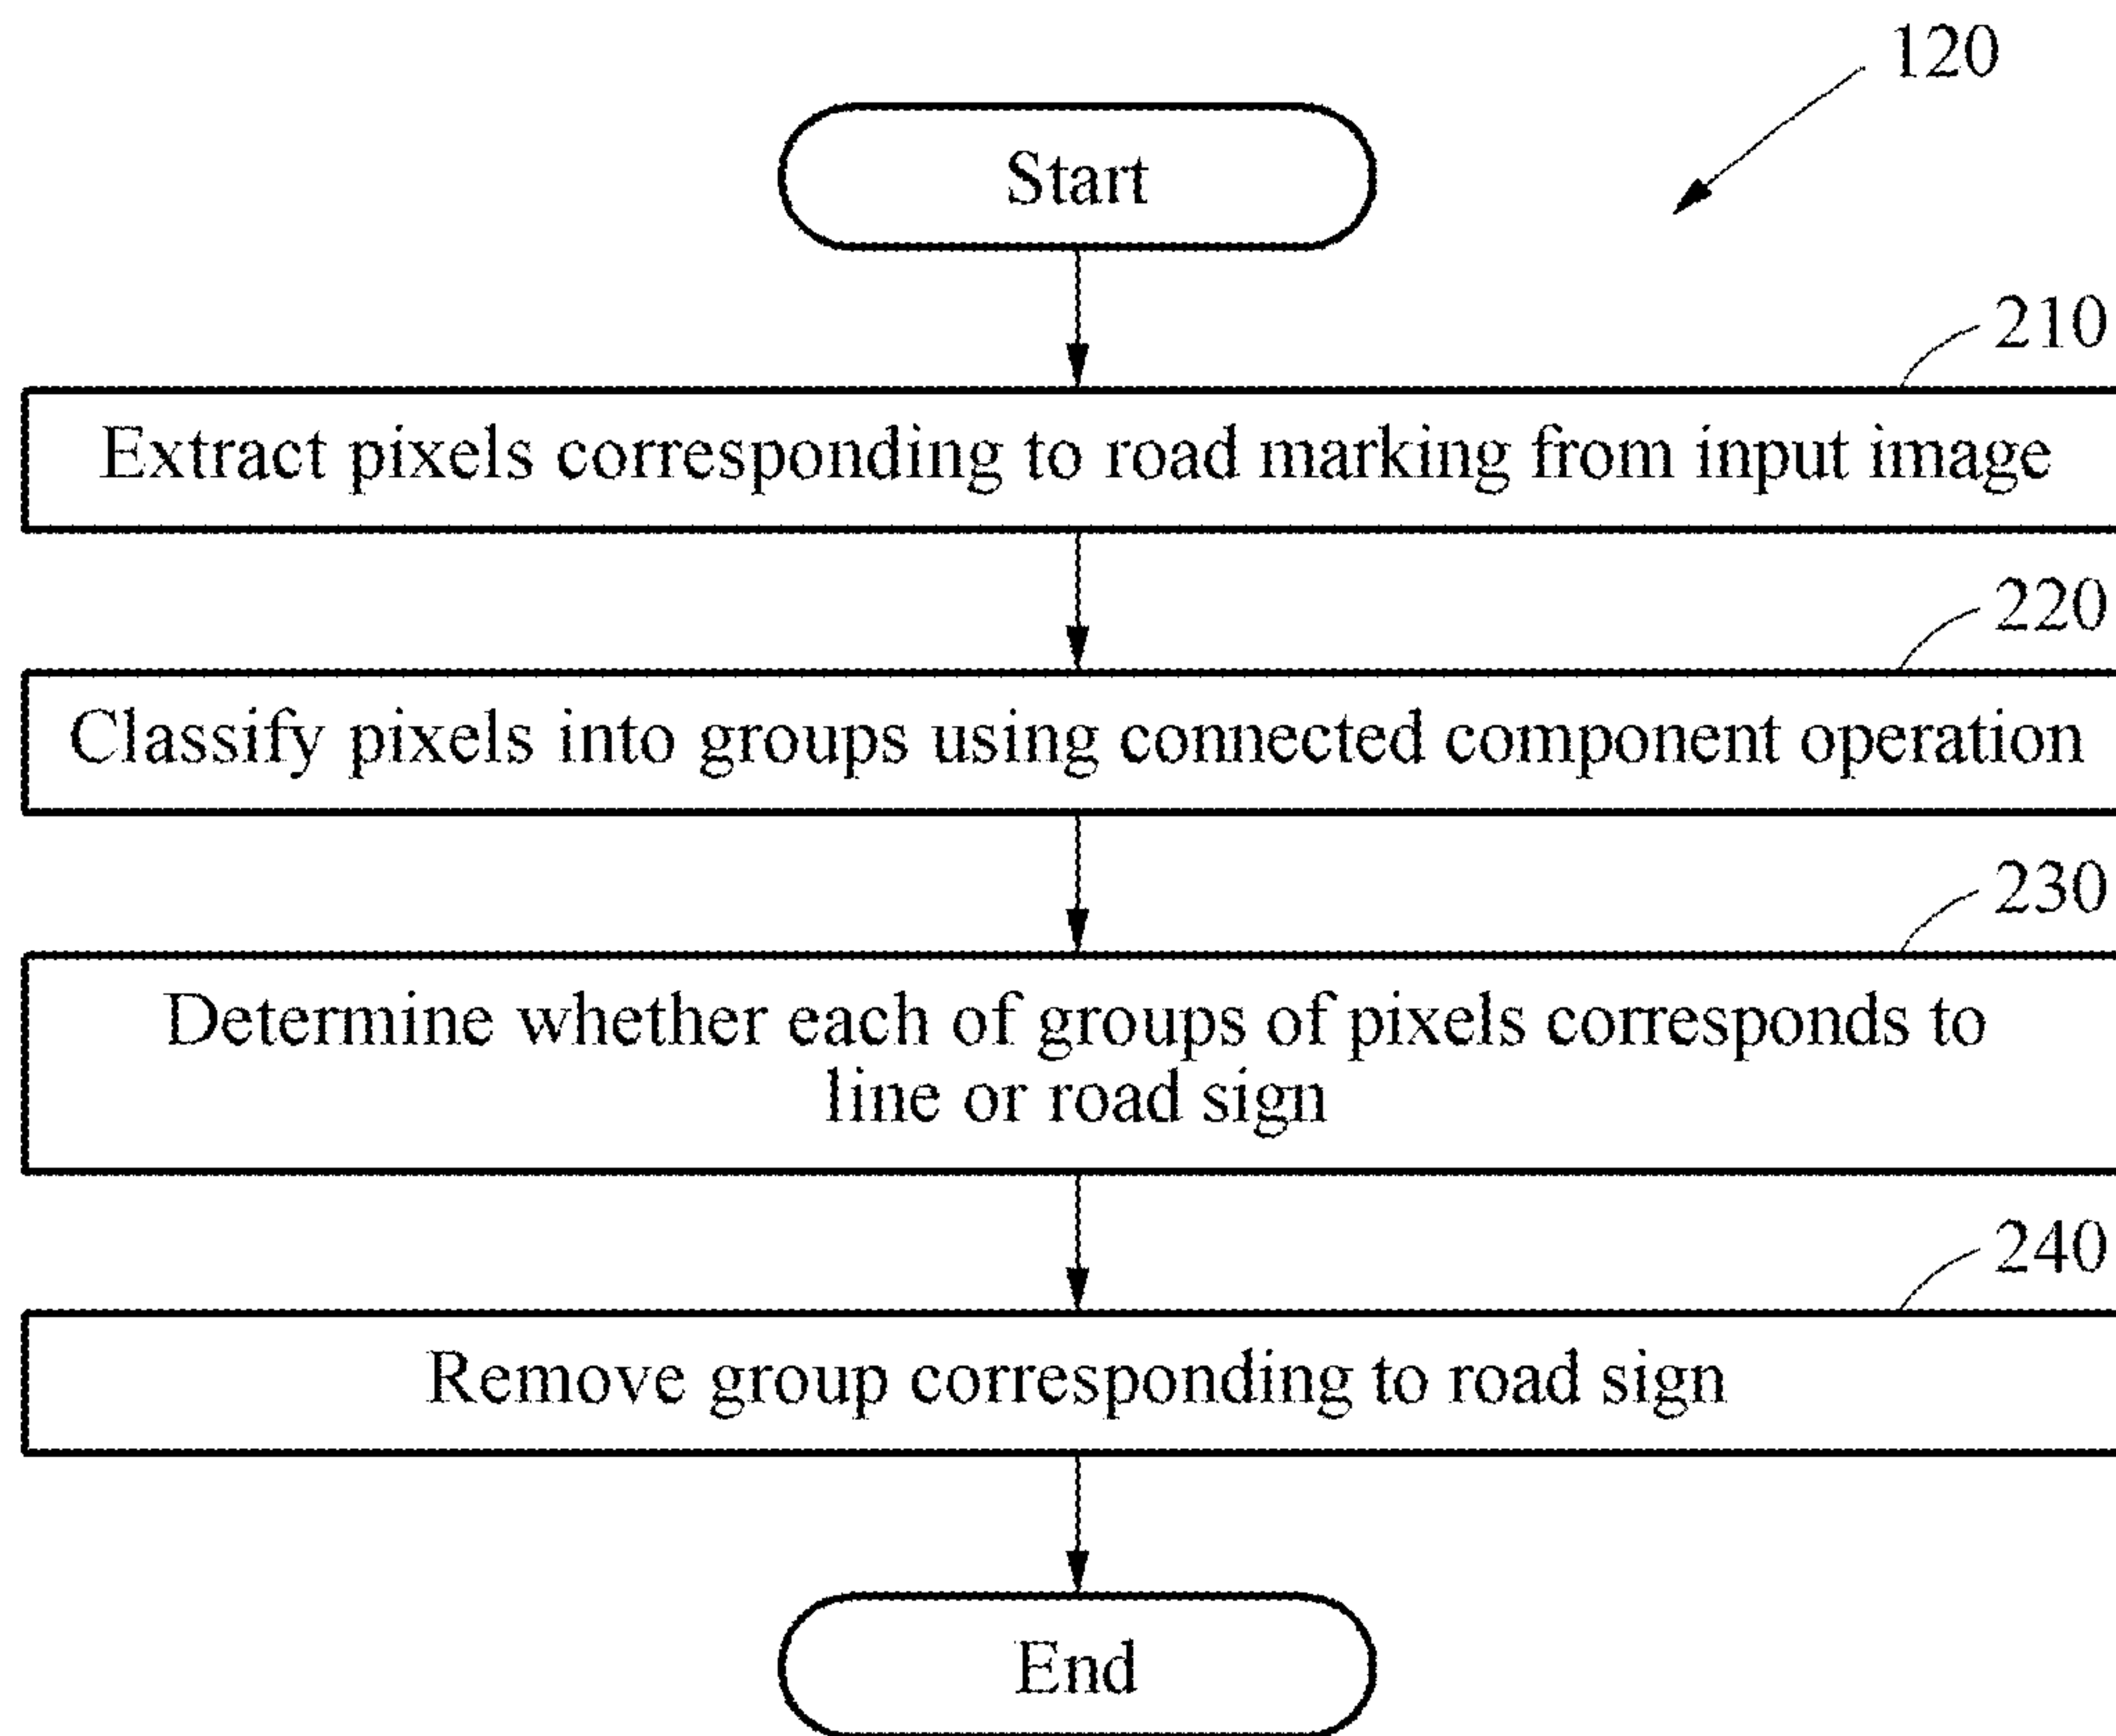 120
Start
210
Extract pixels corresponding to road marking from input image
220
Classify pixels into groups using connected component operation
230
Determine whether each of groups of pixels corresponds to
line or road sign
240
Remove group corresponding to road sign
End